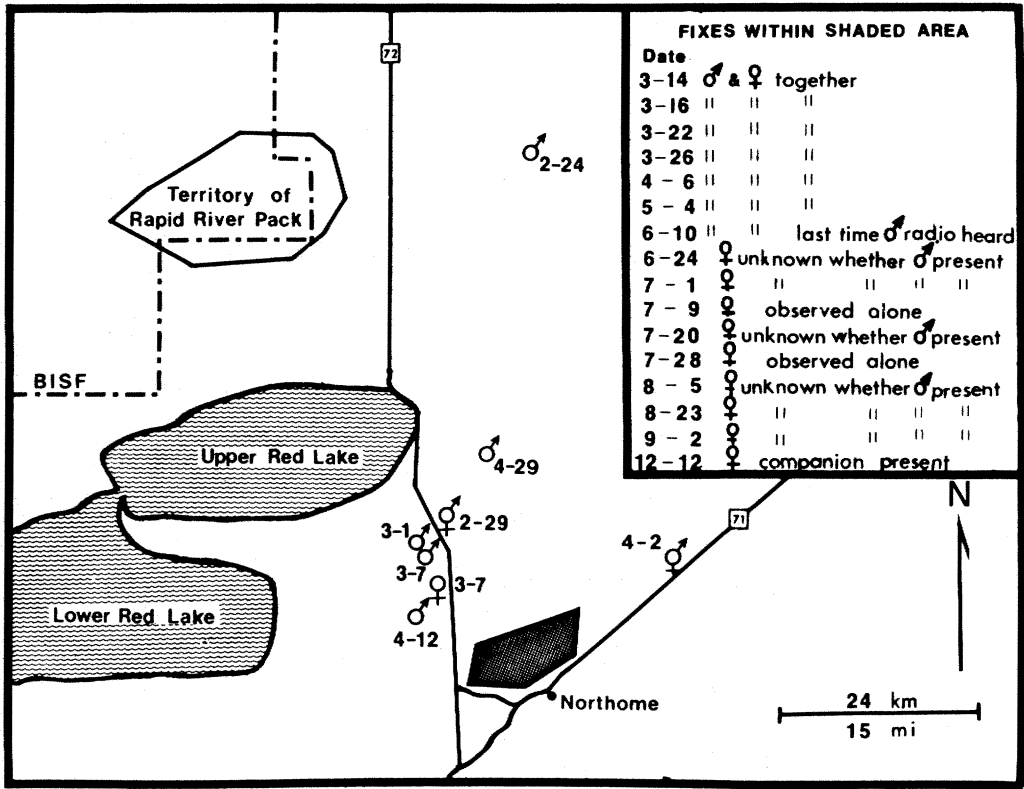 72
2-24
Territory of
Rapid River Pack
BISF
Upper Red Lake
4-29
2-29
3-1
3-7
3-7
4-12
Lower Red Lake
4-2
71
Northome
N
24 km
15 mi
FIXES WITHIN SHADED AREA
Date
3-14 ♂ & ♀ together
3-16 " " "
3-22 " " "
3-26 " " "
4-6 " " "
5-4 " " "
6-10 " " last time ♂ radio heard
6-24 ♀ unknown whether ♂ present
7-1 ♀ " " " "
7-9 ♀ observed alone
7-20 ♀ unknown whether ♂ present
7-28 ♀ observed alone
8-5 ♀ unknown whether ♂ present
8-23 ♀ " " " "
9-2 ♀ " " " "
12-12 ♀ companion present